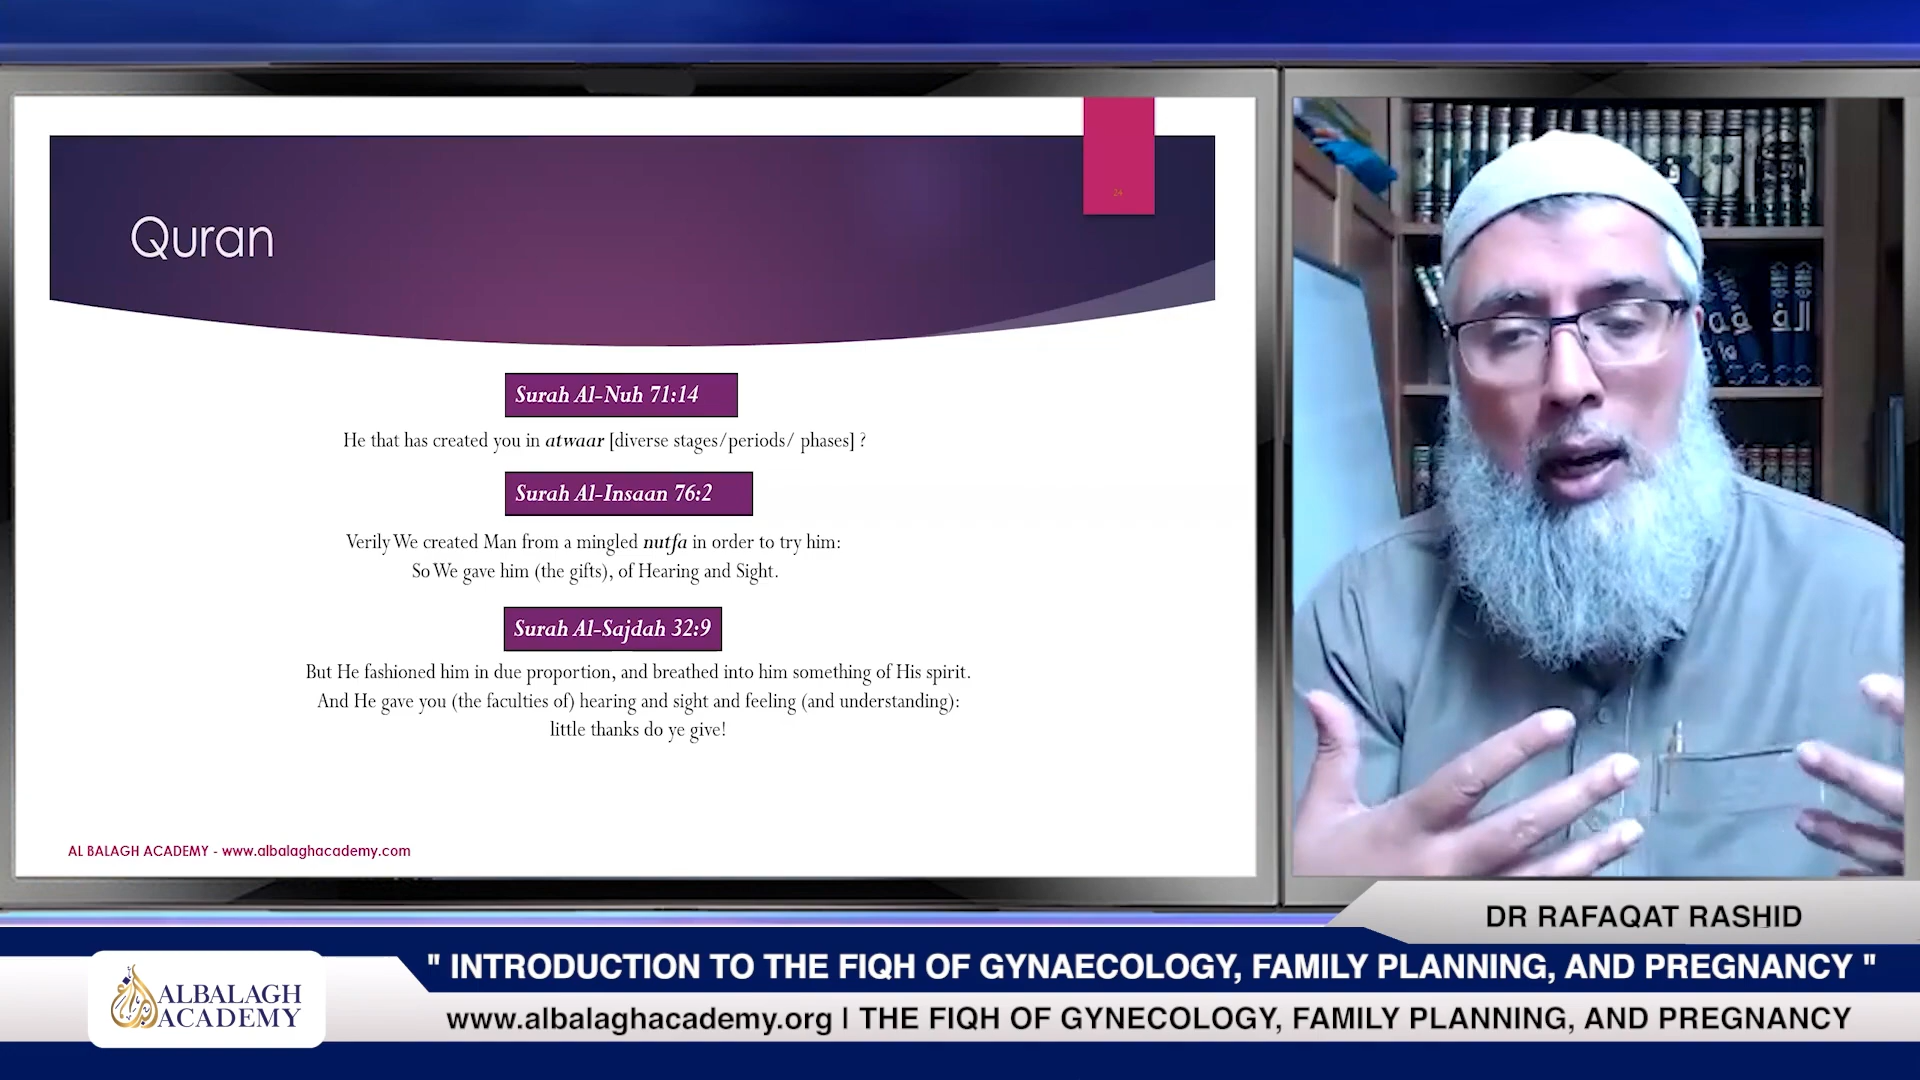 24
Quran
Surah Al-Nuh 71:14
He that has created you in atwaar [diverse stages/periods/ phases] ?
Surah Al-Insaan 76:2
Verily We created Man from a mingled nutfa in order to try him:
So We gave him (the gifts), of Hearing and Sight.
Surah Al-Sajdah 32:9
But He fashioned him in due proportion, and breathed into him something of His spirit.
And He gave you (the faculties of) hearing and sight and feeling (and understanding):
little thanks do ye give!
AL BALAGH ACADEMY - www.albalaghacademy.com
DR RAFAQAT RASHID
" INTRODUCTION TO THE FIQH OF GYNAECOLOGY, FAMILY PLANNING, AND PREGNANCY "
ALBALAGH
ACADEMY
www.albalaghacademy.org | THE FIQH OF GYNECOLOGY, FAMILY PLANNING, AND PREGNANCY